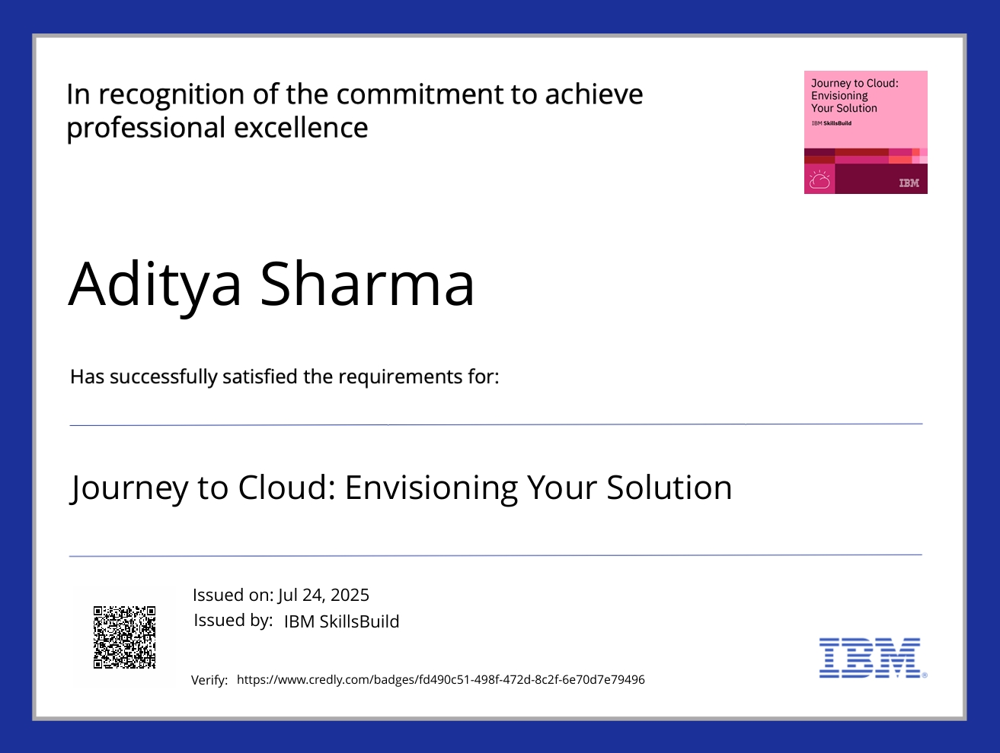 In recognition of the commitment to achieve
professional excellence
Journey to Cloud:
Envisioning
Your Solution
IBM SkillsBuild
IBM
Aditya Sharma
Has successfully satisfied the requirements for:
Journey to Cloud: Envisioning Your Solution
Issued on: Jul 24, 2025
Issued by: IBM SkillsBuild
Verify: https://www.credly.com/badges/fd490c51-498f-472d-8c2f-6e70d7e79496
IBM®